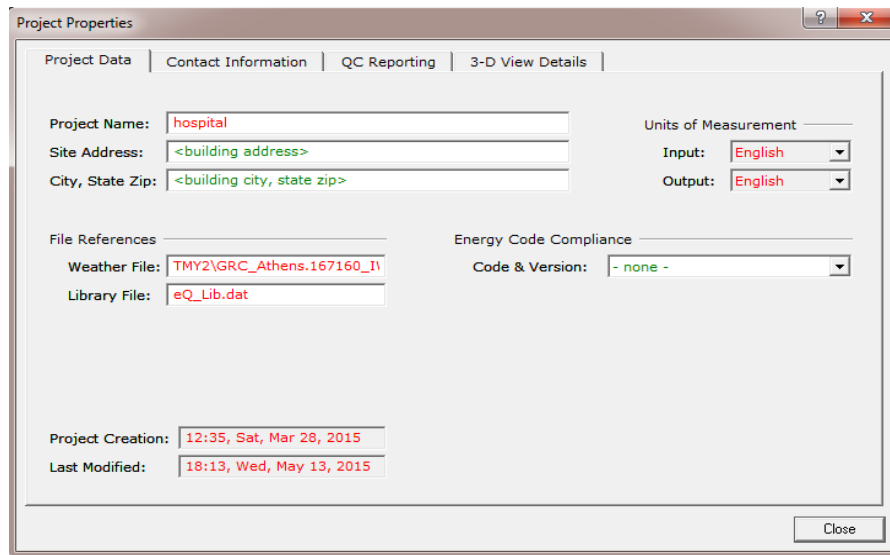 Project Properties
Project Data Contact Information QC Reporting 3-D View Details
Project Name: hospital
Units of Measurement
Site Address: <building address>
Input: English
City, State Zip: <building city, state zip>
Output: English
File References
Energy Code Compliance
Weather File: TMY2\GRC_Athens.167160_I\
Code & Version: - none -
Library File: eQ_Lib.dat
Project Creation: 12:35, Sat, Mar 28, 2015
Last Modified: 18:13, Wed, May 13, 2015
Close